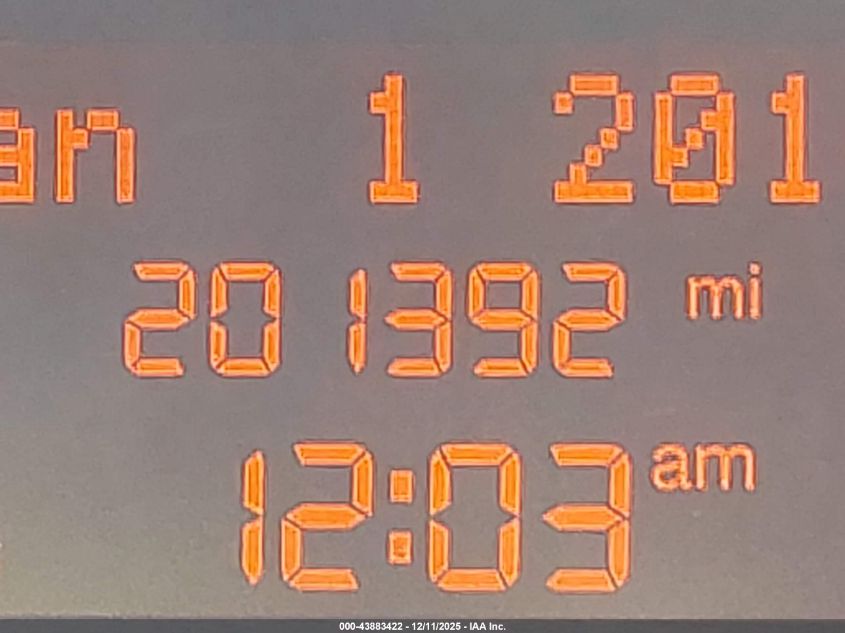 an 1 201
201392 mi
12:03 am
000-43883422 - 12/11/2025 - IAA Inc.